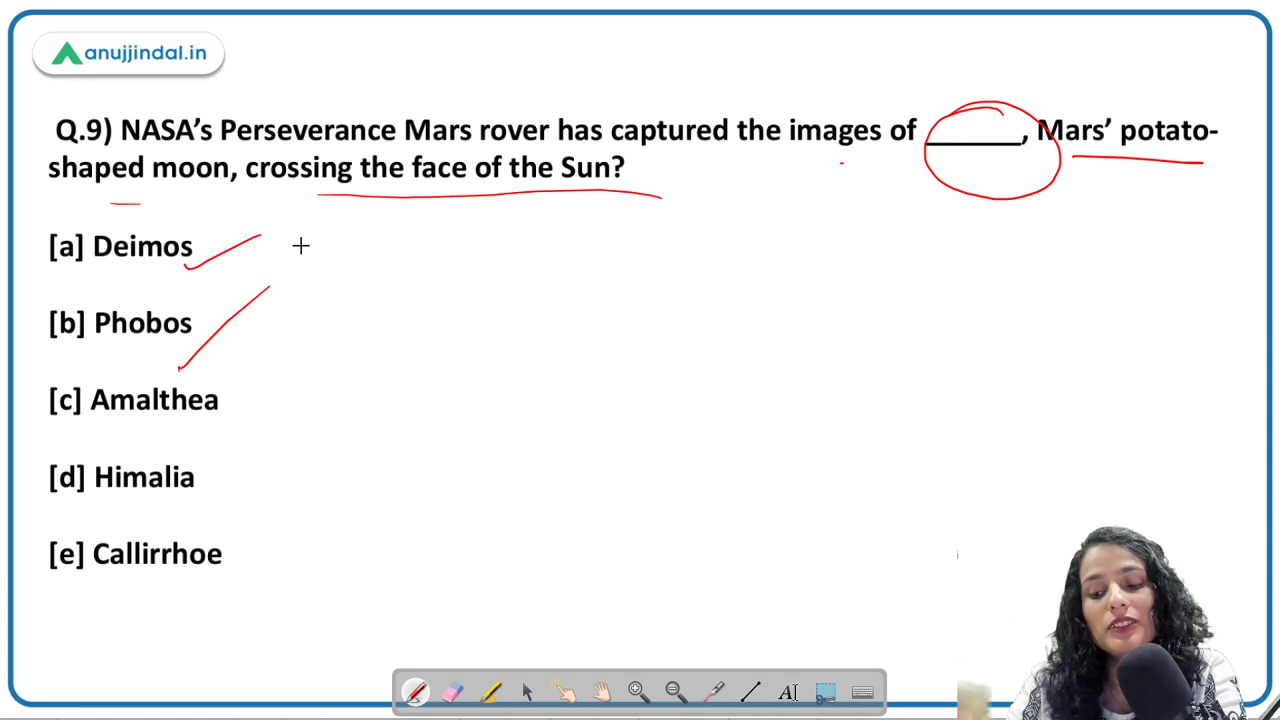 anujjindal.in
Q.9) NASA’s Perseverance Mars rover has captured the images of _______, Mars’ potato-
shaped moon, crossing the face of the Sun?
[a] Deimos
[b] Phobos
[c] Amalthea
[d] Himalia
[e] Callirrhoe